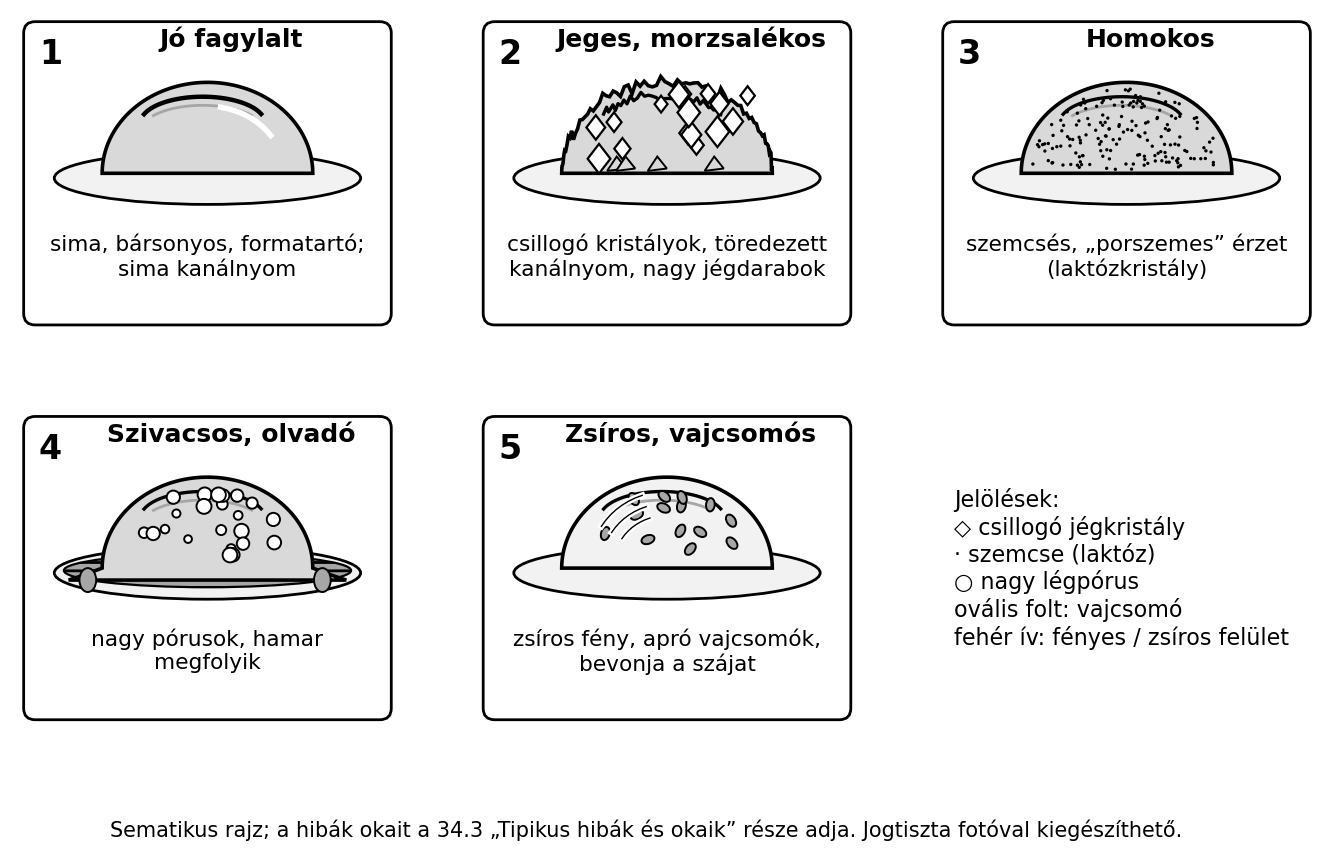 1
Jó fagylalt
sima, bársonyos, formatartó;
sima kanálnyom
2
Jeges, morzsalékos
csillogó kristályok, töredezett
kanálnyom, nagy jégdarabok
3
Homokos
szemcsés, „porszemes” érzet
(laktózkristály)
4
Szivacsos, olvadó
nagy pórusok, hamar
megfolyik
5
Zsíros, vajcsomós
zsíros fény, apró vajcsomók,
bevonja a szájat
Jelölések:
◇ csillogó jégkristály
· szemcse (laktóz)
○ nagy légpórus
ovális folt: vajcsomó
fehér ív: fényes / zsíros felület
Sematikus rajz; a hibák okait a 34.3 „Tipikus hibák és okaik” része adja. Jogtiszta fotóval kiegészíthető.